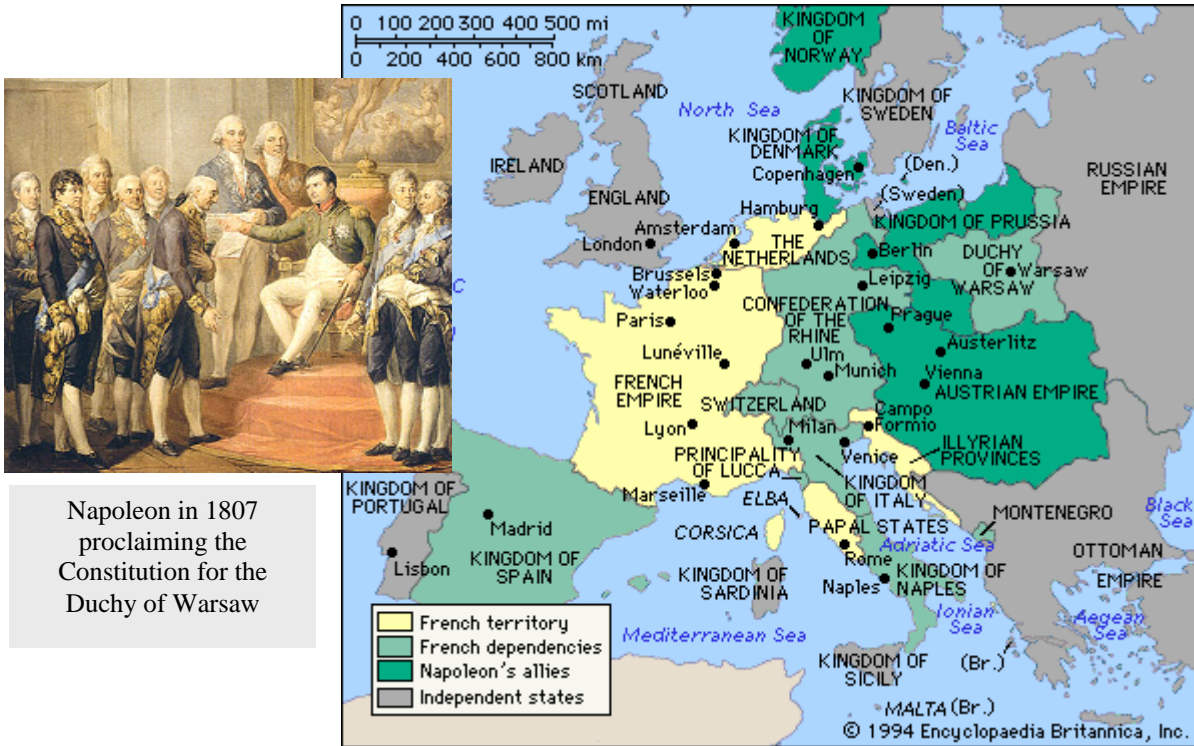 0 100 200 300 400 500 mi
0 200 400 600 800 km
KINGDOM
OF
NORWAY
SCOTLAND
North Sea
KINGDOM OF
SWEDEN
Baltic
Sea
KINGDOM OF
DENMARK
Copenhagen
(Den.)
(Sweden)
RUSSIAN
EMPIRE
IRELAND
ENGLAND
London
Hamburg
Amsterdam
THE
NETHERLANDS
KINGDOM OF PRUSSIA
Berlin
DUCHY
OF
WARSAW
Warsaw
Brussels
Waterloo
Leipzig
CONFEDERATION
OF THE
RHINE
Prague
Paris
Austerlitz
Lunéville
Ulm
Munich
Vienna
AUSTRIAN EMPIRE
FRENCH
EMPIRE
SWITZERLAND
Campo
Formio
Lyon
Milan
Venice
ILLYRIAN
PROVINCES
PRINCIPALITY
OF LUCCA
KINGDOM
OF ITALY
Marseille
ELBA
CORSICA
PAPAL STATES
MONTENEGRO
Black
Sea
Adriatic Sea
Rome
OTTOMAN
EMPIRE
KINGDOM OF
PORTUGAL
Madrid
Lisbon
KINGDOM OF
SPAIN
KINGDOM OF
SARDINIA
Naples
KINGDOM OF
NAPLES
Ionian
Sea
Aegean
Sea
Mediterranean Sea
KINGDOM OF
SICILY
(Br.)
MALTA (Br.)
French territory
French dependencies
Napoleon's allies
Independent states
© 1994 Encyclopaedia Britannica, Inc.
Napoleon in 1807
proclaiming the
Constitution for the
Duchy of Warsaw